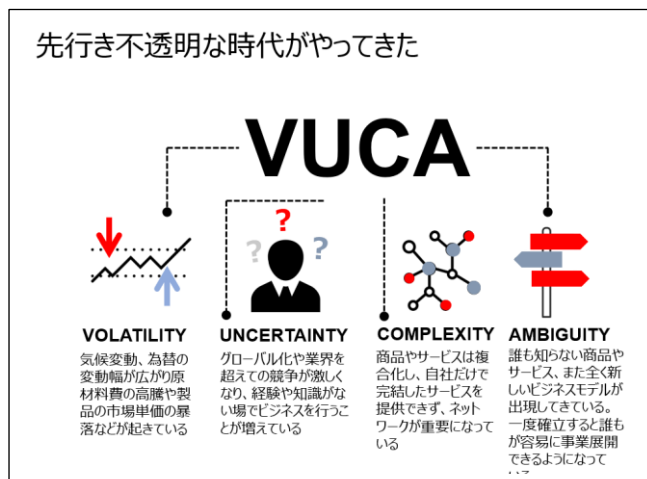 先行き不透明な時代がやってきた
VUCA
?
?
?
VOLATILITY
気候変動、為替の
変動幅が広がり原
材料費の高騰や製
品の市場単価の暴
落などが起きている
UNCERTAINTY
グローバル化や業界を
超えての競争が激しく
なり、経験や知識がな
い場でビジネスを行うこ
とが増えている
COMPLEXITY
商品やサービスは複
合化し、自社だけで
完結したサービスを
提供できず、ネット
ワークが重要になって
いる
AMBIGUITY
誰も知らない商品や
サービス、また全く新
しいビジネスモデルが
出現してきている。
一度確立すると誰も
が容易に事業展開
できるようになって